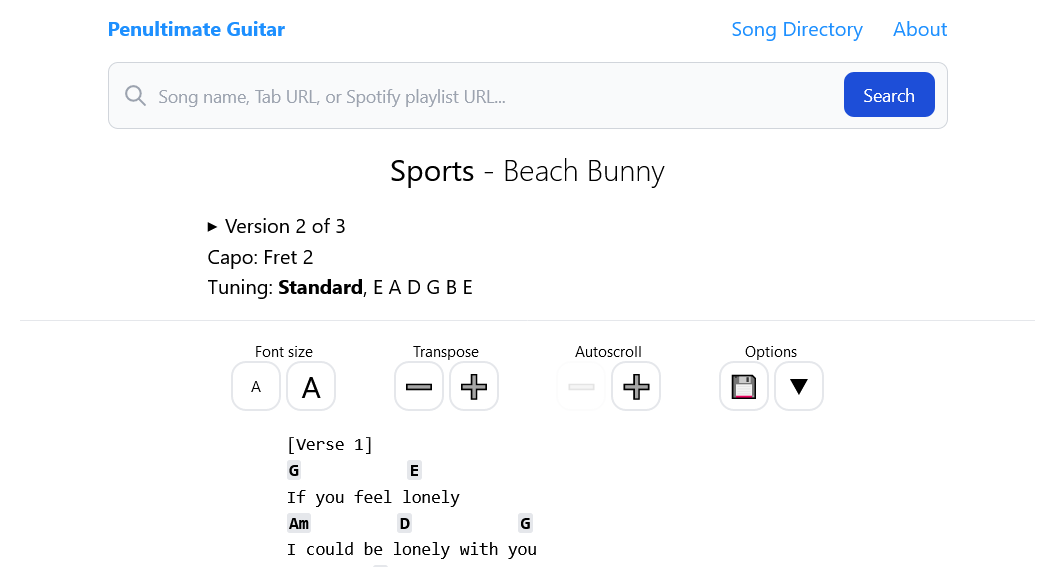 Penultimate Guitar Song Directory About
Song name, Tab URL, or Spotify playlist URL... Search
Sports - Beach Bunny
▸ Version 2 of 3
Capo: Fret 2
Tuning: Standard, E A D G B E
Font size Transpose Autoscroll Options
A A
[Verse 1]
G E
If you feel lonely
Am D G
I could be lonely with you